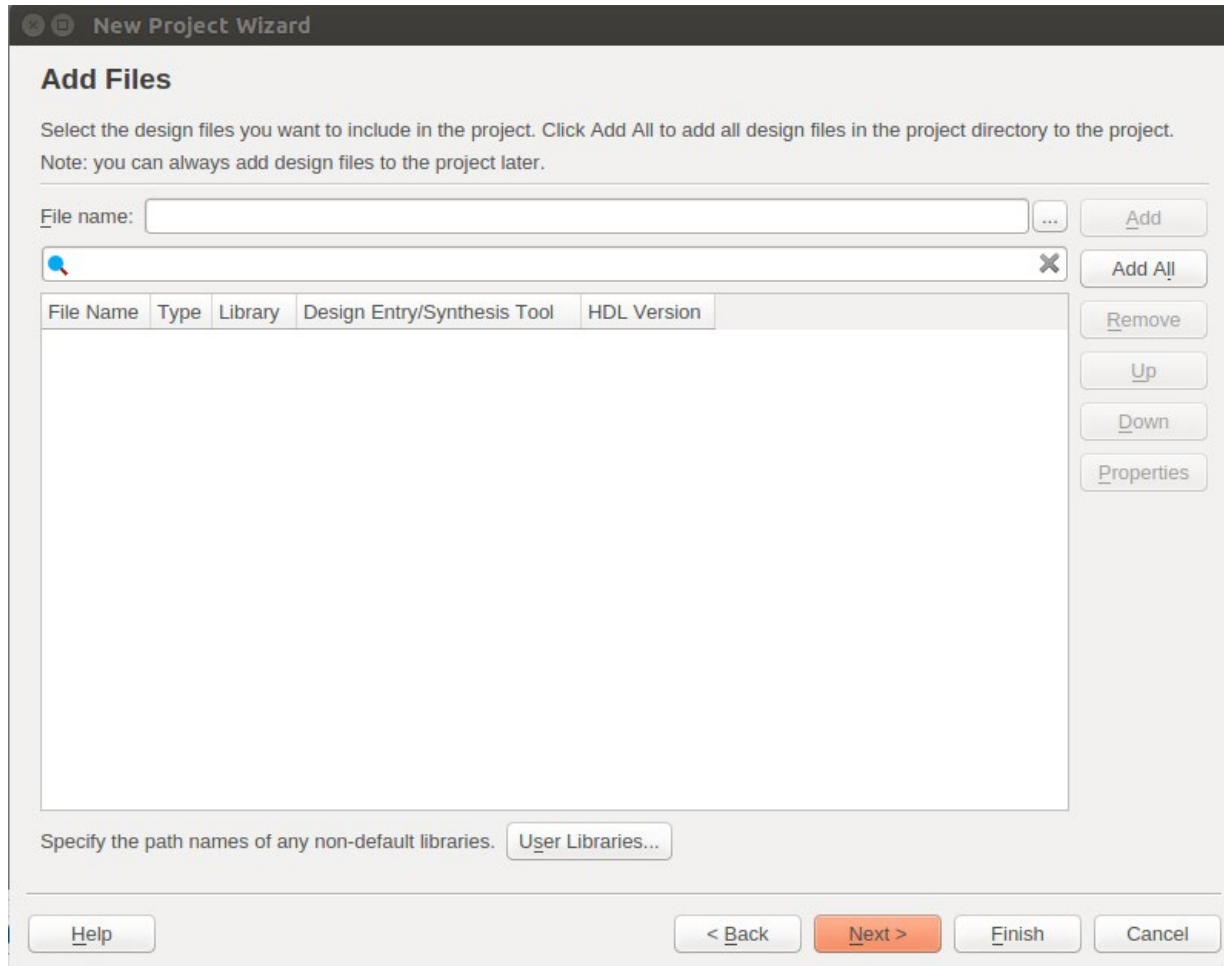 New Project Wizard
Add Files
Select the design files you want to include in the project. Click Add All to add all design files in the project directory to the project.
Note: you can always add design files to the project later.
File name: ... Add
Add All
File Name Type Library Design Entry/Synthesis Tool HDL Version
Remove
Up
Down
Properties
Specify the path names of any non-default libraries. User Libraries...
Help < Back Next > Finish Cancel